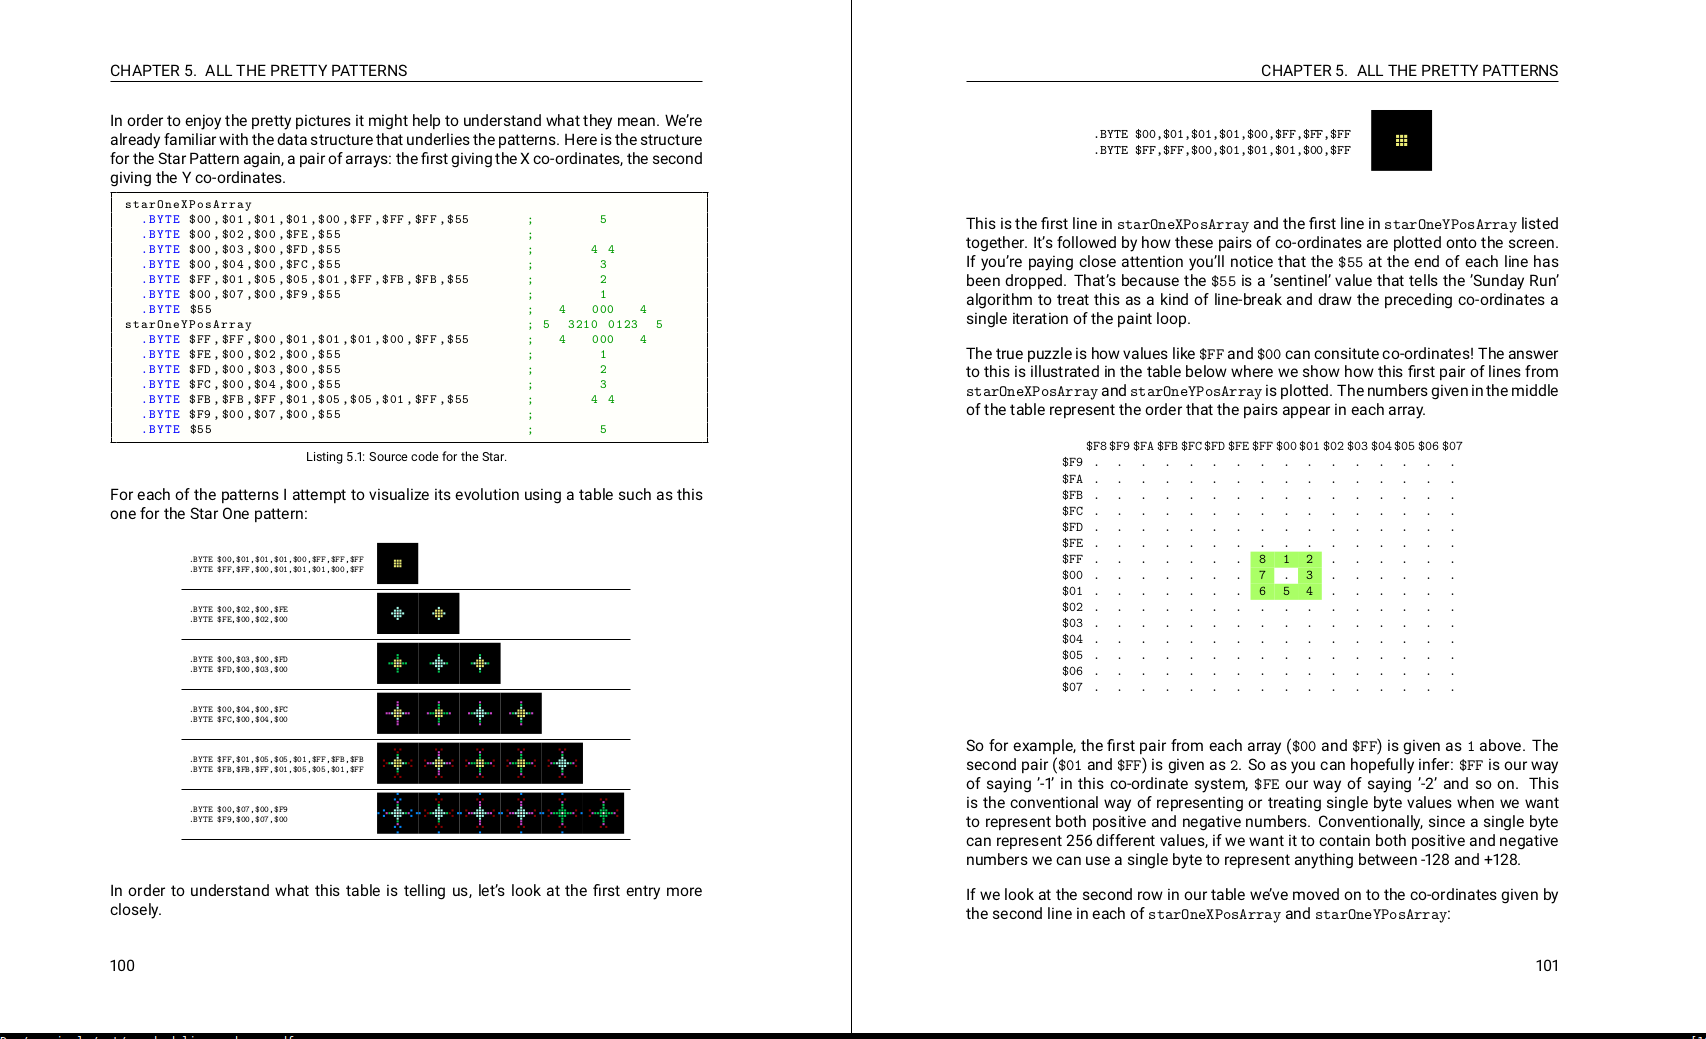 CHAPTER 5. ALL THE PRETTY PATTERNS
In order to enjoy the pretty pictures it might help to understand what they mean. We’re
already familiar with the data structure that underlies the patterns. Here is the structure
for the Star Pattern again, a pair of arrays: the first giving the X co-ordinates, the second
giving the Y co-ordinates.
starOneXPosArray
.BYTE $00,$01,$01,$01,$00,$FF,$FF,$FF,$55 ; 5
.BYTE $00,$02,$00,$FE,$55 ;
.BYTE $00,$03,$00,$FD,$55 ; 4 4
.BYTE $00,$04,$00,$FC,$55 ; 3
.BYTE $FF,$01,$05,$05,$01,$FF,$FB,$FB,$55 ; 2
.BYTE $00,$07,$00,$F9,$55 ; 1
.BYTE $55 ; 4 000 4
starOneYPosArray ; 5 3210 0123 5
.BYTE $FF,$FF,$00,$01,$01,$01,$00,$FF,$55 ; 4 000 4
.BYTE $FE,$00,$02,$00,$55 ; 1
.BYTE $FD,$00,$03,$00,$55 ; 2
.BYTE $FC,$00,$04,$00,$55 ; 3
.BYTE $FB,$FB,$FF,$01,$05,$05,$01,$FF,$55 ; 4 4
.BYTE $F9,$00,$07,$00,$55 ;
.BYTE $55 ; 5
Listing 5.1: Source code for the Star.
For each of the patterns I attempt to visualize its evolution using a table such as this
one for the Star One pattern:
.BYTE $00,$01,$01,$01,$00,$FF,$FF,$FF
.BYTE $FF,$FF,$00,$01,$01,$01,$00,$FF
.BYTE $00,$02,$00,$FE
.BYTE $FE,$00,$02,$00
.BYTE $00,$03,$00,$FD
.BYTE $FD,$00,$03,$00
.BYTE $00,$04,$00,$FC
.BYTE $FC,$00,$04,$00
.BYTE $FF,$01,$05,$05,$01,$FF,$FB,$FB
.BYTE $FB,$FB,$FF,$01,$05,$05,$01,$FF
.BYTE $00,$07,$00,$F9
.BYTE $F9,$00,$07,$00
In order to understand what this table is telling us, let’s look at the first entry more
closely.
100
CHAPTER 5. ALL THE PRETTY PATTERNS
.BYTE $00,$01,$01,$01,$00,$FF,$FF,$FF
.BYTE $FF,$FF,$00,$01,$01,$01,$00,$FF
This is the first line in starOneXPosArray and the first line in starOneYPosArray listed
together. It’s followed by how these pairs of co-ordinates are plotted onto the screen.
If you’re paying close attention you’ll notice that the $55 at the end of each line has
been dropped. That’s because the $55 is a ’sentinel’ value that tells the ’Sunday Run’
algorithm to treat this as a kind of line-break and draw the preceding co-ordinates a
single iteration of the paint loop.
The true puzzle is how values like $FF and $00 can consitute co-ordinates! The answer
to this is illustrated in the table below where we show how this first pair of lines from
starOneXPosArray and starOneYPosArray is plotted. The numbers given in the middle
of the table represent the order that the pairs appear in each array.
$F8 $F9 $FA $FB $FC $FD $FE $FF $00 $01 $02 $03 $04 $05 $06 $07
$F9 . . . . . . . . . . . . . . . .
$FA . . . . . . . . . . . . . . . .
$FB . . . . . . . . . . . . . . . .
$FC . . . . . . . . . . . . . . . .
$FD . . . . . . . . . . . . . . . .
$FE . . . . . . . . . . . . . . . .
$FF . . . . . . . 8 1 2 . . . . . .
$00 . . . . . . . 7 . 3 . . . . . .
$01 . . . . . . . 6 5 4 . . . . . .
$02 . . . . . . . . . . . . . . . .
$03 . . . . . . . . . . . . . . . .
$04 . . . . . . . . . . . . . . . .
$05 . . . . . . . . . . . . . . . .
$06 . . . . . . . . . . . . . . . .
$07 . . . . . . . . . . . . . . . .
So for example, the first pair from each array ($00 and $FF) is given as 1 above. The
second pair ($01 and $FF) is given as 2. So as you can hopefully infer: $FF is our way
of saying ’-1’ in this co-ordinate system, $FE our way of saying ’-2’ and so on. This
is the conventional way of representing or treating single byte values when we want
to represent both positive and negative numbers. Conventionally, since a single byte
can represent 256 different values, if we want it to contain both positive and negative
numbers we can use a single byte to represent anything between -128 and +128.
If we look at the second row in our table we’ve moved on to the co-ordinates given by
the second line in each of starOneXPosArray and starOneYPosArray:
101